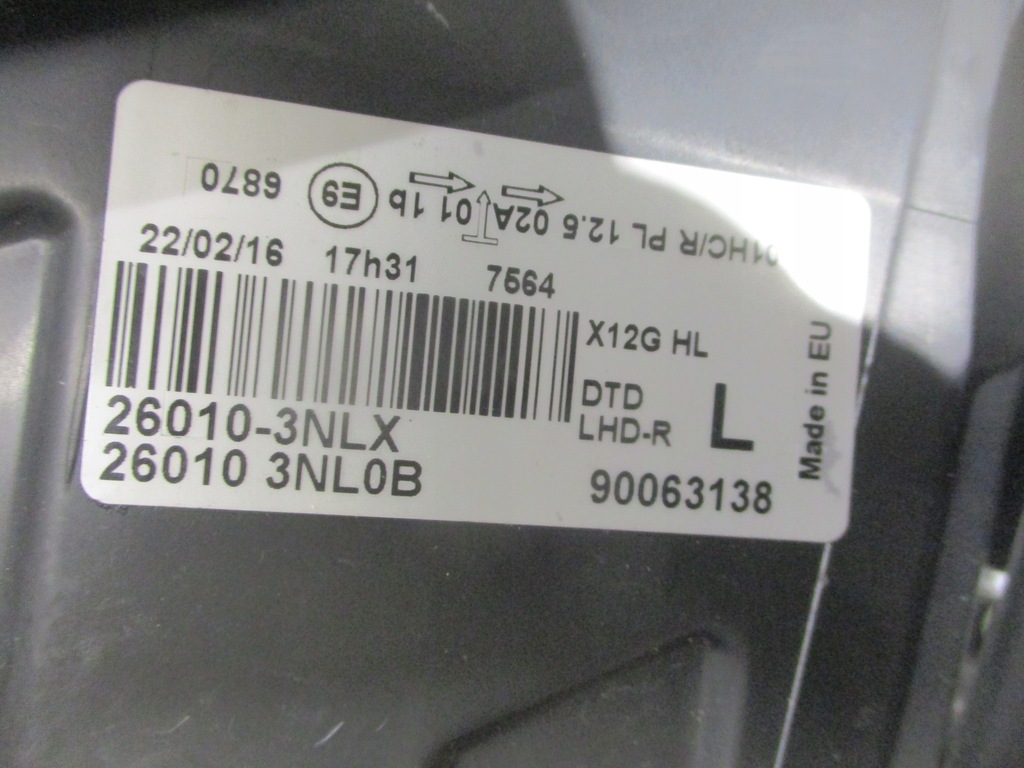 01HC/R PL 12.5 02A 01 1b E9 6870
22/02/16 17h31 7564
X12G HL
DTD
LHD-R
L
26010-3NLX
26010 3NL0B
90063138
Made in EU